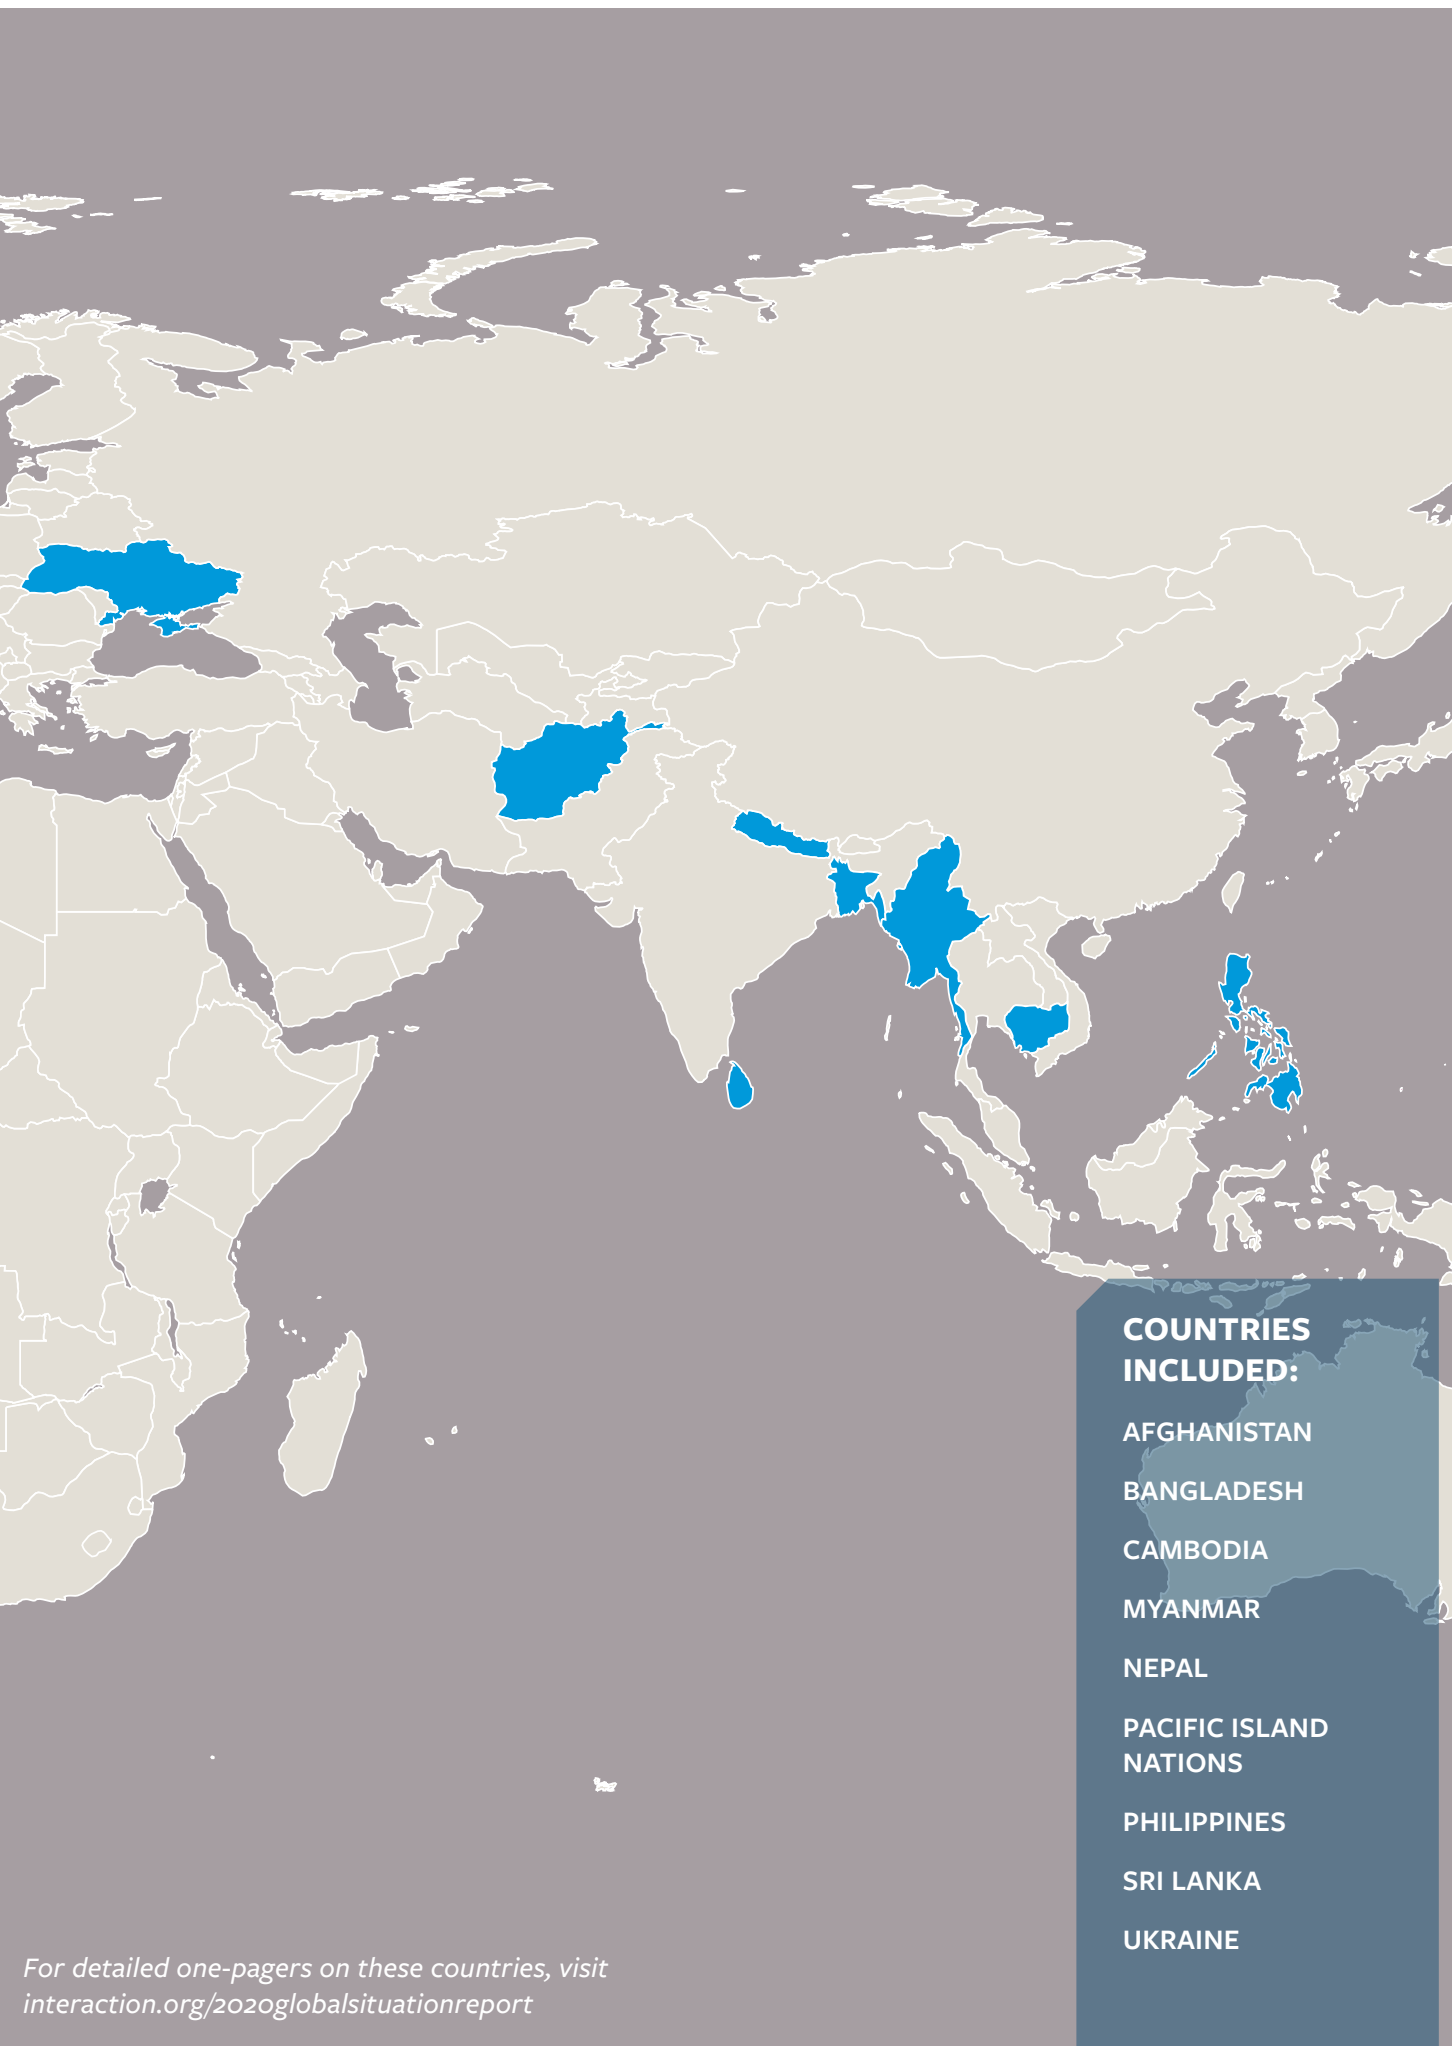 COUNTRIES
INCLUDED:
AFGHANISTAN
BANGLADESH
CAMBODIA
MYANMAR
NEPAL
PACIFIC ISLAND
NATIONS
PHILIPPINES
SRI LANKA
UKRAINE
For detailed one-pagers on these countries, visit
interaction.org/2020globalsituationreport